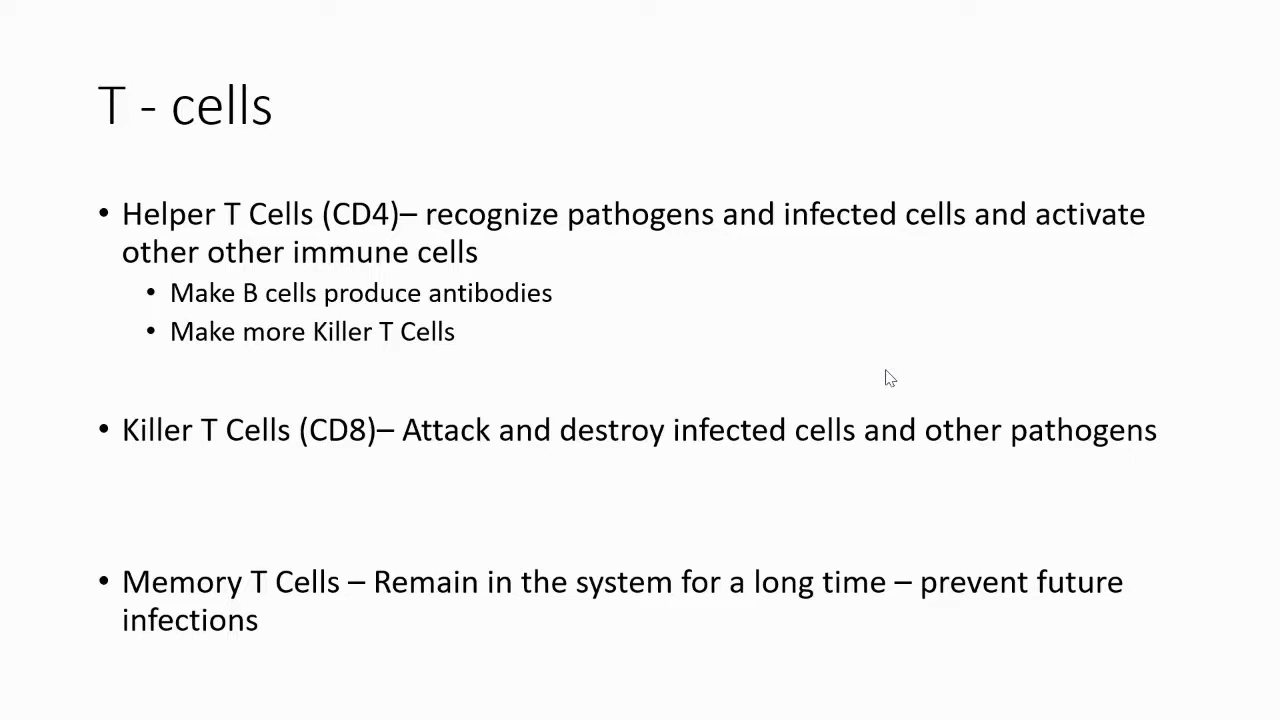 T - cells
• Helper T Cells (CD4)– recognize pathogens and infected cells and activate
other other immune cells
• Make B cells produce antibodies
• Make more Killer T Cells
• Killer T Cells (CD8)– Attack and destroy infected cells and other pathogens
• Memory T Cells – Remain in the system for a long time – prevent future
infections